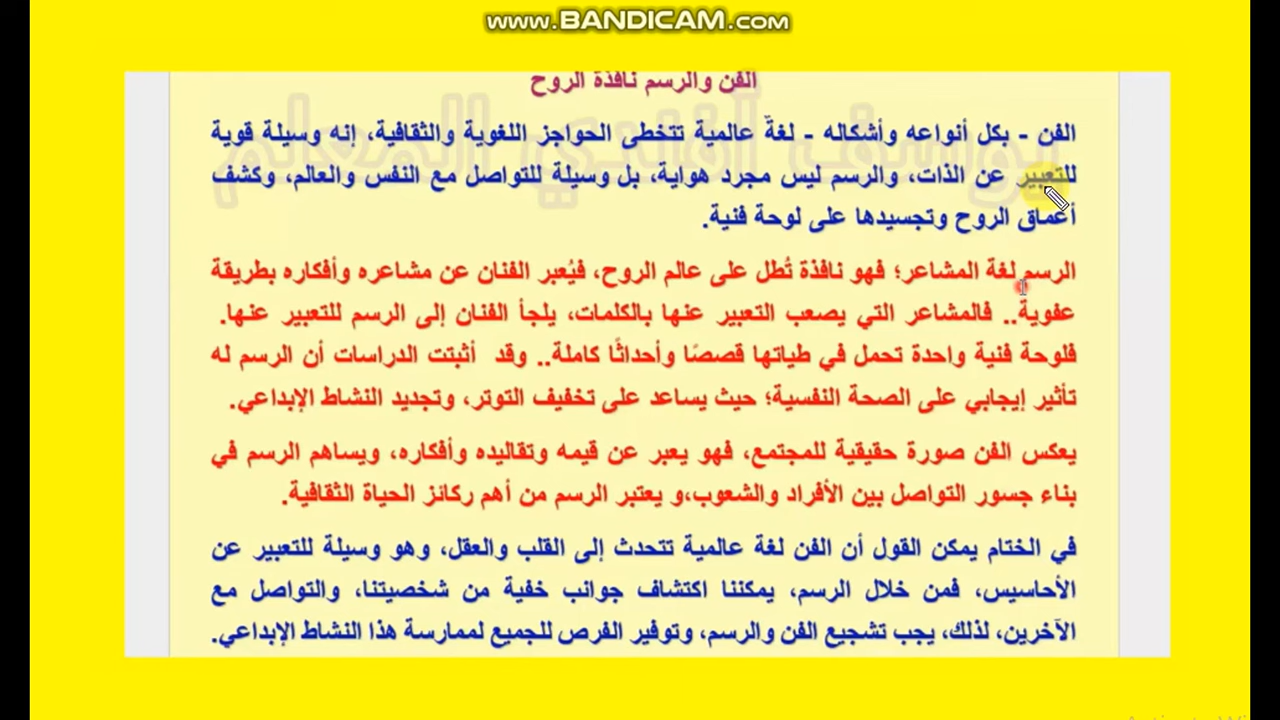 www.BANDICAM.com
الفن والرسم نافذة الروح
الفن - بكل أنواعه وأشكاله - لغةً عالمية تتخطى الحواجز اللغوية والثقافية، إنه وسيلة قوية
للتعبير عن الذات، والرسم ليس مجرد هواية، بل وسيلة للتواصل مع النفس والعالم، وكشف
أعماق الروح وتجسيدها على لوحة فنية.
الرسم لغة المشاعر؛ فهو نافذة تُطل على عالم الروح، فيُعبر الفنان عن مشاعره وأفكاره بطريقة
عفوية.. فالمشاعر التي يصعب التعبير عنها بالكلمات، يلجأ الفنان إلى الرسم للتعبير عنها.
فلوحة فنية واحدة تحمل في طياتها قصصًا وأحداثًا كاملة.. وقد أثبتت الدراسات أن الرسم له
تأثير إيجابي على الصحة النفسية؛ حيث يساعد على تخفيف التوتر، وتجديد النشاط الإبداعي.
يعكس الفن صورة حقيقية للمجتمع، فهو يعبر عن قيمه وتقاليده وأفكاره، ويساهم الرسم في
بناء جسور التواصل بين الأفراد والشعوب،و يعتبر الرسم من أهم ركائز الحياة الثقافية.
في الختام يمكن القول أن الفن لغة عالمية تتحدث إلى القلب والعقل، وهو وسيلة للتعبير عن
الأحاسيس، فمن خلال الرسم، يمكننا اكتشاف جوانب خفية من شخصيتنا، والتواصل مع
الآخرين، لذلك، يجب تشجيع الفن والرسم، وتوفير الفرص للجميع لممارسة هذا النشاط الإبداعي.